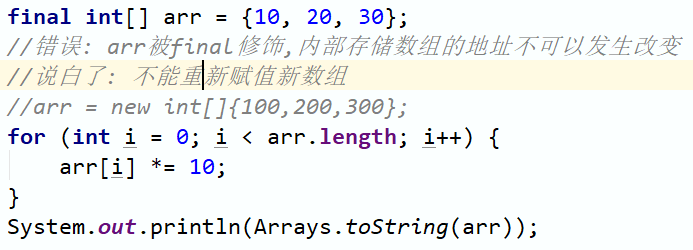 final int[] arr = {10, 20, 30};
//错误: arr被final修饰,内部存储数组的地址不可以发生改变
//说白了: 不能重新赋值新数组
//arr = new int[]{100,200,300};
for (int i = 0; i < arr.length; i++) {
    arr[i] *= 10;
}
System.out.println(Arrays.toString(arr));